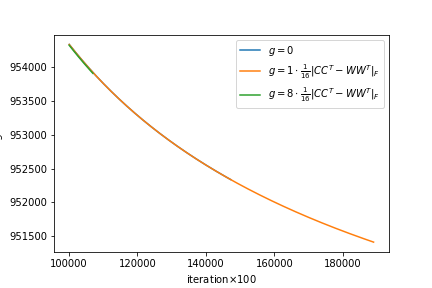 954000
953500
953000
952500
952000
951500
100000
120000
140000
160000
180000
iteration×100
g = 0
g = 1 · 1/16 |CC^T − WW^T|_F
g = 8 · 1/16 |CC^T − WW^T|_F